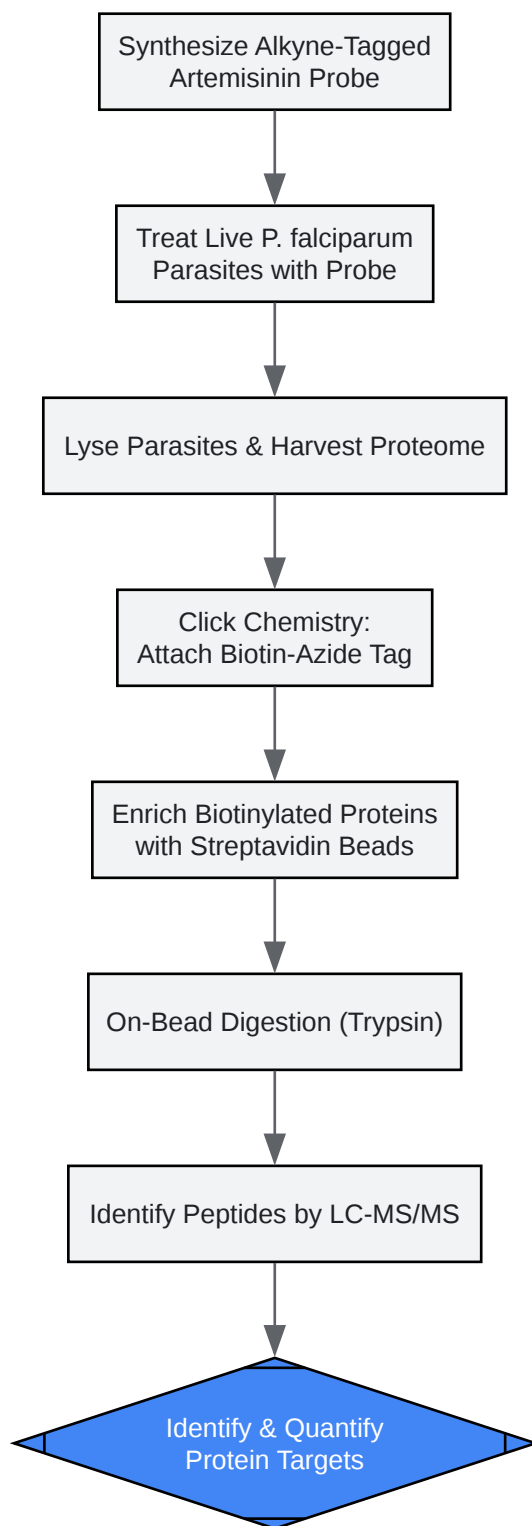 Synthesize Alkyne-Tagged
Artemisinin Probe
Treat Live P. falciparum
Parasites with Probe
Lyse Parasites & Harvest Proteome
Click Chemistry:
Attach Biotin-Azide Tag
Enrich Biotinylated Proteins
with Streptavidin Beads
On-Bead Digestion (Trypsin)
Identify Peptides by LC-MS/MS
Identify & Quantify
Protein Targets